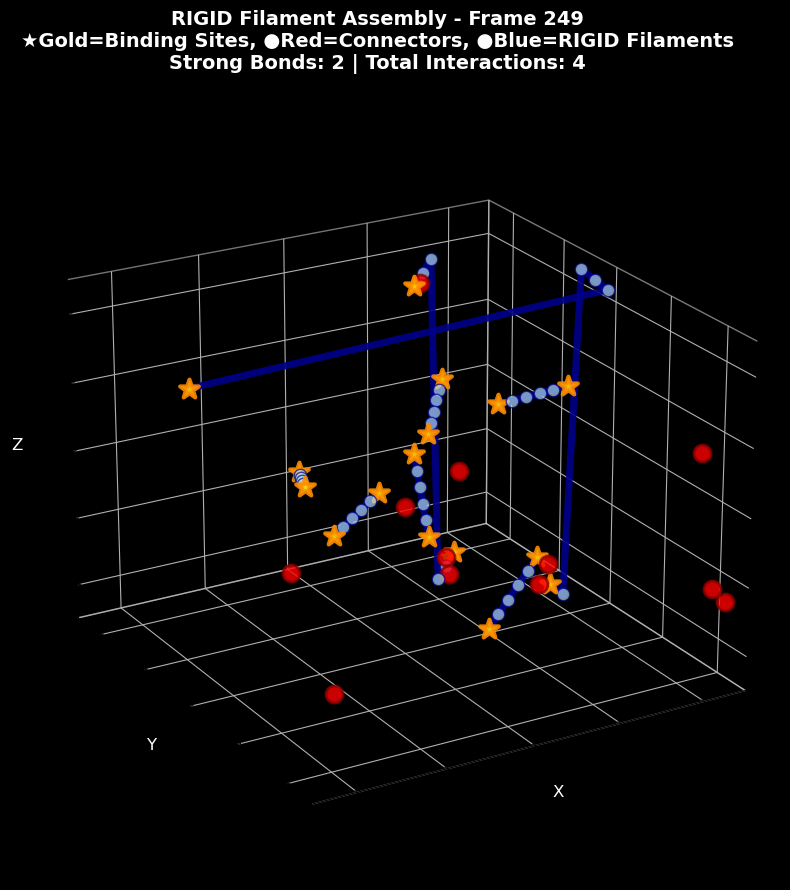 RIGID Filament Assembly - Frame 249
★Gold=Binding Sites, ●Red=Connectors, ●Blue=RIGID Filaments
Strong Bonds: 2 | Total Interactions: 4
Z
Y
X